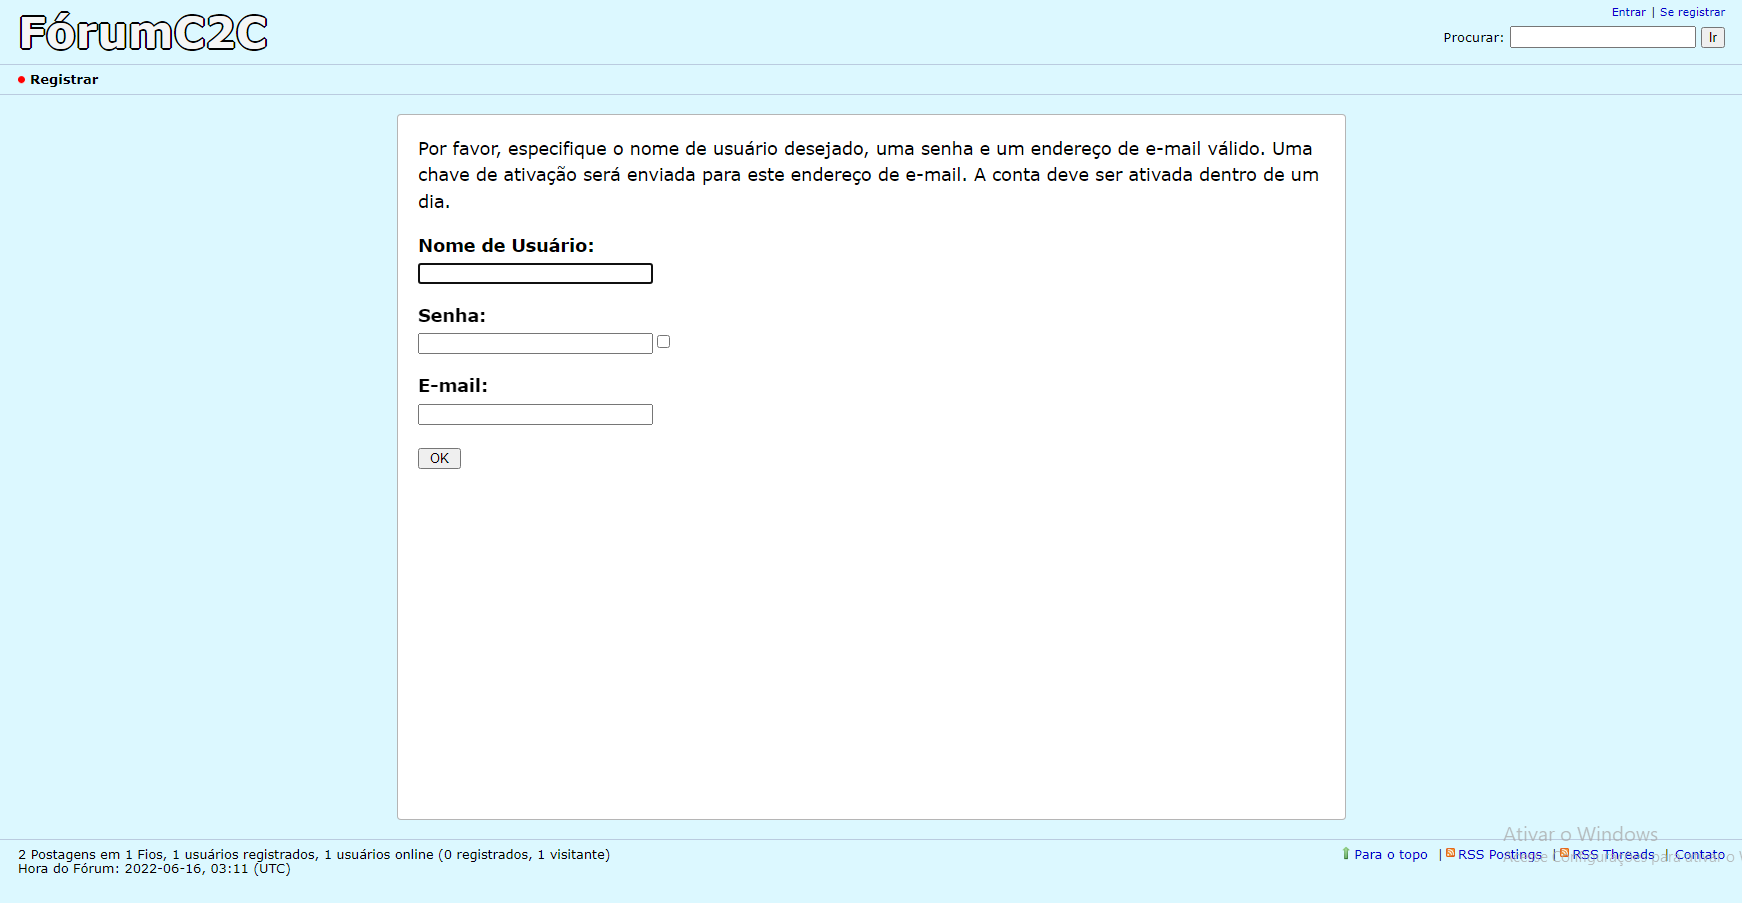 FórumC2C
Entrar | Se registrar
Procurar: Ir
Registrar
Por favor, especifique o nome de usuário desejado, uma senha e um endereço de e-mail válido. Uma
chave de ativação será enviada para este endereço de e-mail. A conta deve ser ativada dentro de um
dia.
Nome de Usuário:
Senha:
E-mail:
OK
Ativar o Windows
Acesse Configurações para ativar o W
2 Postagens em 1 Fios, 1 usuários registrados, 1 usuários online (0 registrados, 1 visitante)
Para o topo | RSS Postings | RSS Threads | Contato
Hora do Fórum: 2022-06-16, 03:11 (UTC)